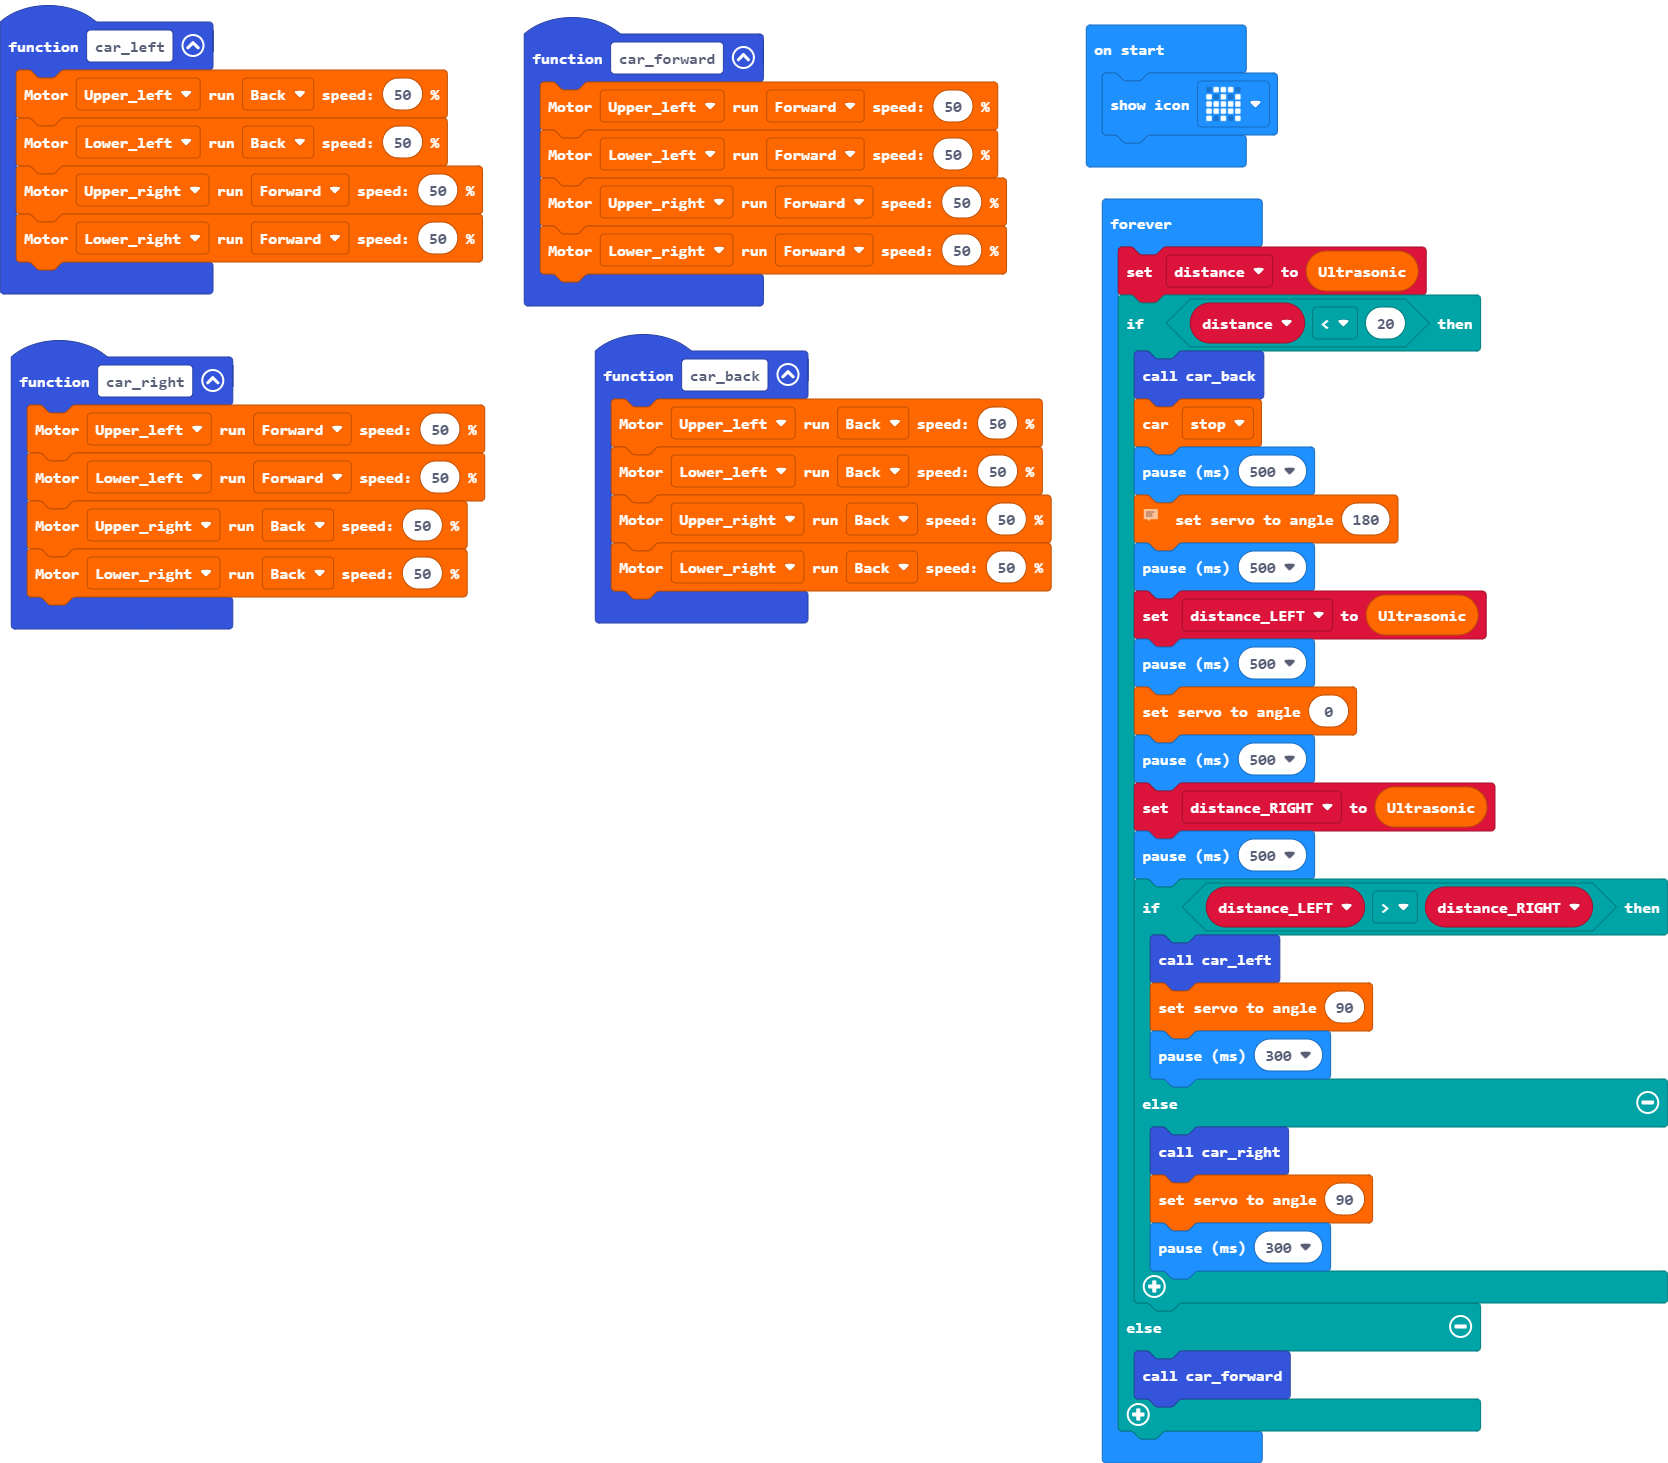 function car_left
Motor Upper_left run Back speed: 50 %
Motor Lower_left run Back speed: 50 %
Motor Upper_right run Forward speed: 50 %
Motor Lower_right run Forward speed: 50 %
function car_forward
Motor Upper_left run Forward speed: 50 %
Motor Lower_left run Forward speed: 50 %
Motor Upper_right run Forward speed: 50 %
Motor Lower_right run Forward speed: 50 %
function car_right
Motor Upper_left run Forward speed: 50 %
Motor Lower_left run Forward speed: 50 %
Motor Upper_right run Back speed: 50 %
Motor Lower_right run Back speed: 50 %
function car_back
Motor Upper_left run Back speed: 50 %
Motor Lower_left run Back speed: 50 %
Motor Upper_right run Back speed: 50 %
Motor Lower_right run Back speed: 50 %
on start
show icon
forever
set distance to Ultrasonic
if distance < 20 then
call car_back
car stop
pause (ms) 500
set servo to angle 180
pause (ms) 500
set distance_LEFT to Ultrasonic
pause (ms) 500
set servo to angle 0
pause (ms) 500
set distance_RIGHT to Ultrasonic
pause (ms) 500
if distance_LEFT > distance_RIGHT then
call car_left
set servo to angle 90
pause (ms) 300
else
call car_right
set servo to angle 90
pause (ms) 300
else
call car_forward